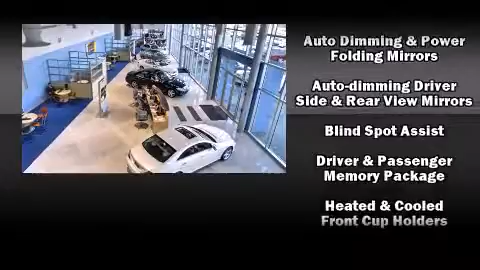 Auto Dimming & Power
Folding Mirrors
Auto-dimming Driver
Side & Rear View Mirrors
Blind Spot Assist
Driver & Passenger
Memory Package
Heated & Cooled
Front Cup Holders